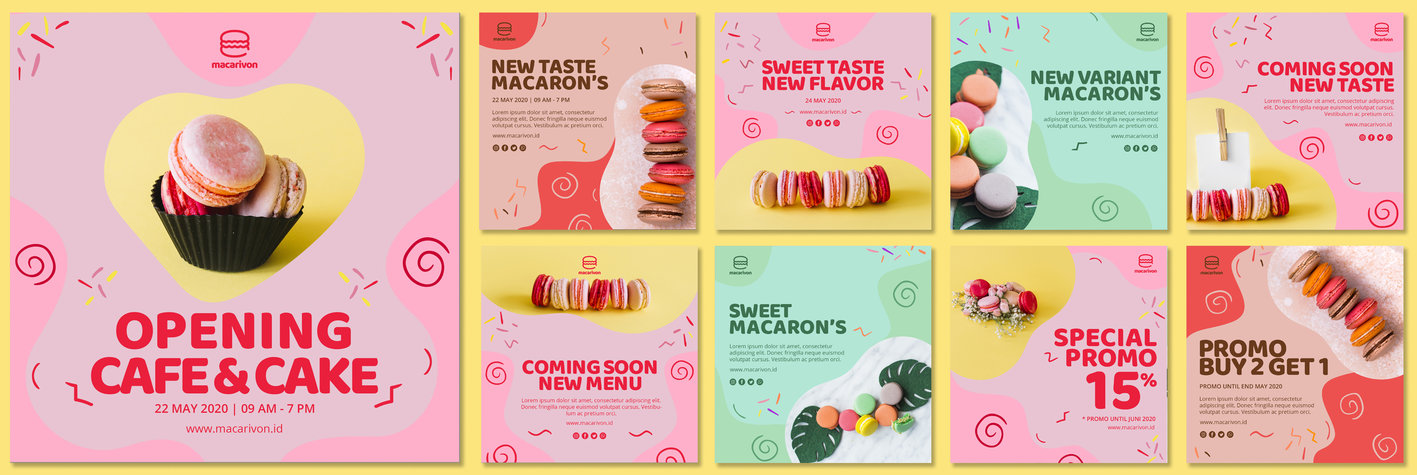 macarivon
OPENING
CAFE & CAKE
22 MAY 2020 | 09 AM - 7 PM
www.macarivon.id
macarivon
NEW TASTE
MACARON'S
22 MAY 2020 | 09 AM - 7 PM
Lorem ipsum dolor sit amet, consectetur
adipiscing elit. Donec fringilla neque euismod
volutpat cursus. Vestibulum ac pretium orci.
www.macarivon.id
macarivon
SWEET TASTE
NEW FLAVOR
24 MAY 2020
www.macarivon.id
macarivon
NEW VARIANT
MACARON'S
Lorem ipsum dolor sit amet, consectetur
adipiscing elit. Donec fringilla neque euismod
volutpat cursus. Vestibulum ac pretium orci.
www.macarivon.id
macarivon
COMING SOON
NEW TASTE
Lorem ipsum dolor sit amet, consectetur adipiscing
elit. Donec fringilla neque euismod volutpat cursus.
Vestibulum ac pretium orci.
www.macarivon.id
macarivon
COMING SOON
NEW MENU
Lorem ipsum dolor sit amet, consectetur adipiscing elit.
Donec fringilla neque euismod volutpat cursus. Vestibu-
lum ac pretium orci.
www.macarivon.id
macarivon
SWEET
MACARON'S
Lorem ipsum dolor sit amet, consectetur
adipiscing elit. Donec fringilla neque euismod
volutpat cursus. Vestibulum ac pretium orci.
www.macarivon.id
macarivon
SPECIAL
PROMO
15%
* PROMO UNTIL JUNI 2020
www.macarivon.id
macarivon
PROMO
BUY 2 GET 1
PROMO UNTIL END MAY 2020
Lorem ipsum dolor sit amet, consectetur
adipiscing elit. Donec fringilla neque euismod
volutpat cursus. Vestibulum ac pretium orci.
www.macarivon.id